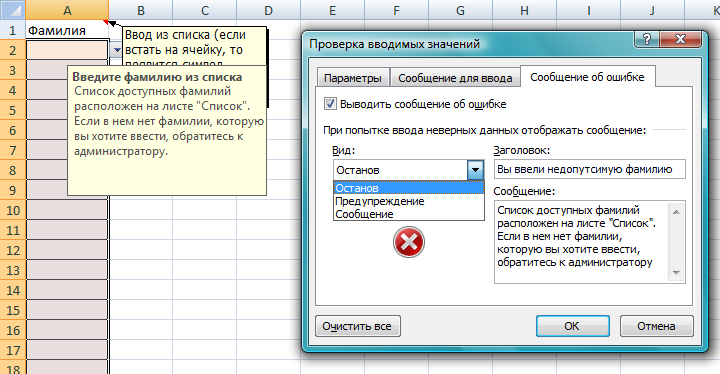 A B C D E F G H I J K
1 Фамилия
2
3
4
5
6
7
8
9
10
11
12
13
14
15
16
17
18
Ввод из списка (если
встать на ячейку, то
появится символ
Введите фамилию из списка
Список доступных фамилий
расположен на листе "Список".
Если в нем нет фамилии, которую
вы хотите ввести, обратитесь к
администратору.
Проверка вводимых значений
Параметры Сообщение для ввода Сообщение об ошибке
Выводить сообщение об ошибке
При попытке ввода неверных данных отображать сообщение:
Вид: Заголовок:
Останов Вы ввели недопутсимую фамилию
Останов
Предупреждение
Сообщение
Сообщение:
Список доступных фамилий
расположен на листе "Список".
Если в нем нет фамилии,
которую вы хотите ввести,
обратитесь к администратору
Очистить все ОК Отмена